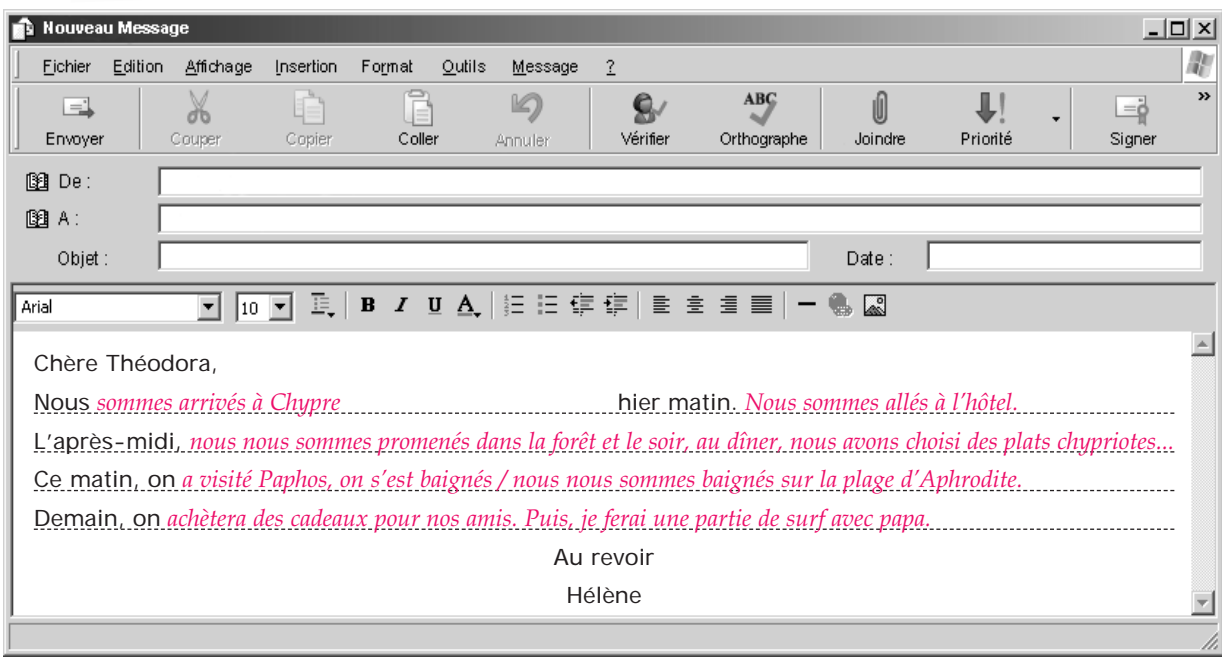 Nouveau Message
Fichier Edition Affichage Insertion Format Outils Message ?
Envoyer Couper Copier Coller Annuler Vérifier ABC Orthographe Joindre Priorité Signer »
De :
A :
Objet : Date :
Arial 10 B I U A
Chère Théodora,
Nous sommes arrivés à Chypre hier matin. Nous sommes allés à l'hôtel.
L'après-midi, nous nous sommes promenés dans la forêt et le soir, au dîner, nous avons choisi des plats chypriotes...
Ce matin, on a visité Paphos, on s'est baignés / nous nous sommes baignés sur la plage d'Aphrodite.
Demain, on achètera des cadeaux pour nos amis. Puis, je ferai une partie de surf avec papa.
Au revoir
Hélène